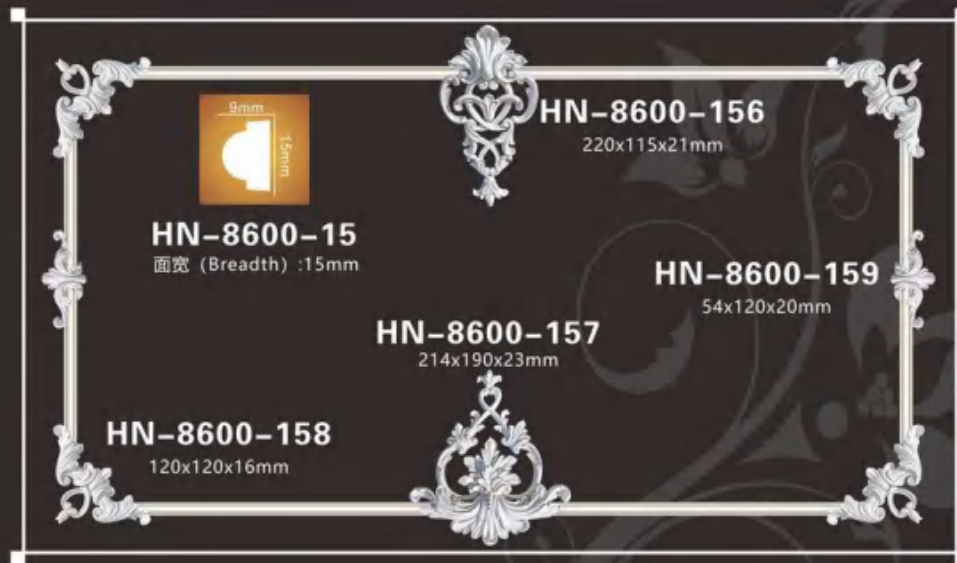 9mm
15mm
HN-8600-156
220x115x21mm
HN-8600-15
面宽 (Breadth) :15mm
HN-8600-159
54x120x20mm
HN-8600-157
214x190x23mm
HN-8600-158
120x120x16mm